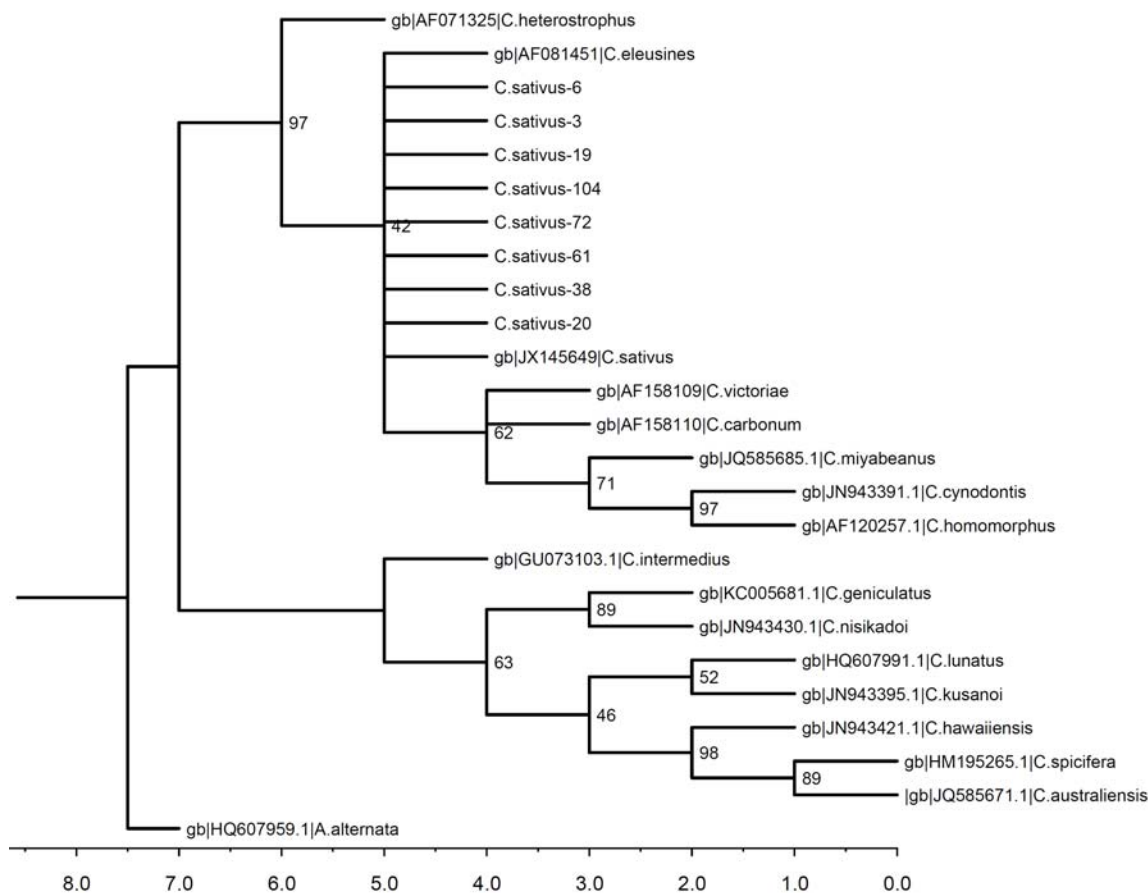 gb|AF071325|C.heterostrophus
gb|AF081451|C.eleusines
C.sativus-6
C.sativus-3
97
C.sativus-19
C.sativus-104
C.sativus-72
42
C.sativus-61
C.sativus-38
C.sativus-20
gb|JX145649|C.sativus
gb|AF158109|C.victoriae
gb|AF158110|C.carbonum
62
gb|JQ585685.1|C.miyabeanus
71
gb|JN943391.1|C.cynodontis
97
gb|AF120257.1|C.homomorphus
gb|GU073103.1|C.intermedius
gb|KC005681.1|C.geniculatus
89
gb|JN943430.1|C.nisikadoi
gb|HQ607991.1|C.lunatus
63
52
gb|JN943395.1|C.kusanoi
46
gb|JN943421.1|C.hawaiiensis
98
gb|HM195265.1|C.spicifera
89
|gb|JQ585671.1|C.australiensis
gb|HQ607959.1|A.alternata
8.0 7.0 6.0 5.0 4.0 3.0 2.0 1.0 0.0